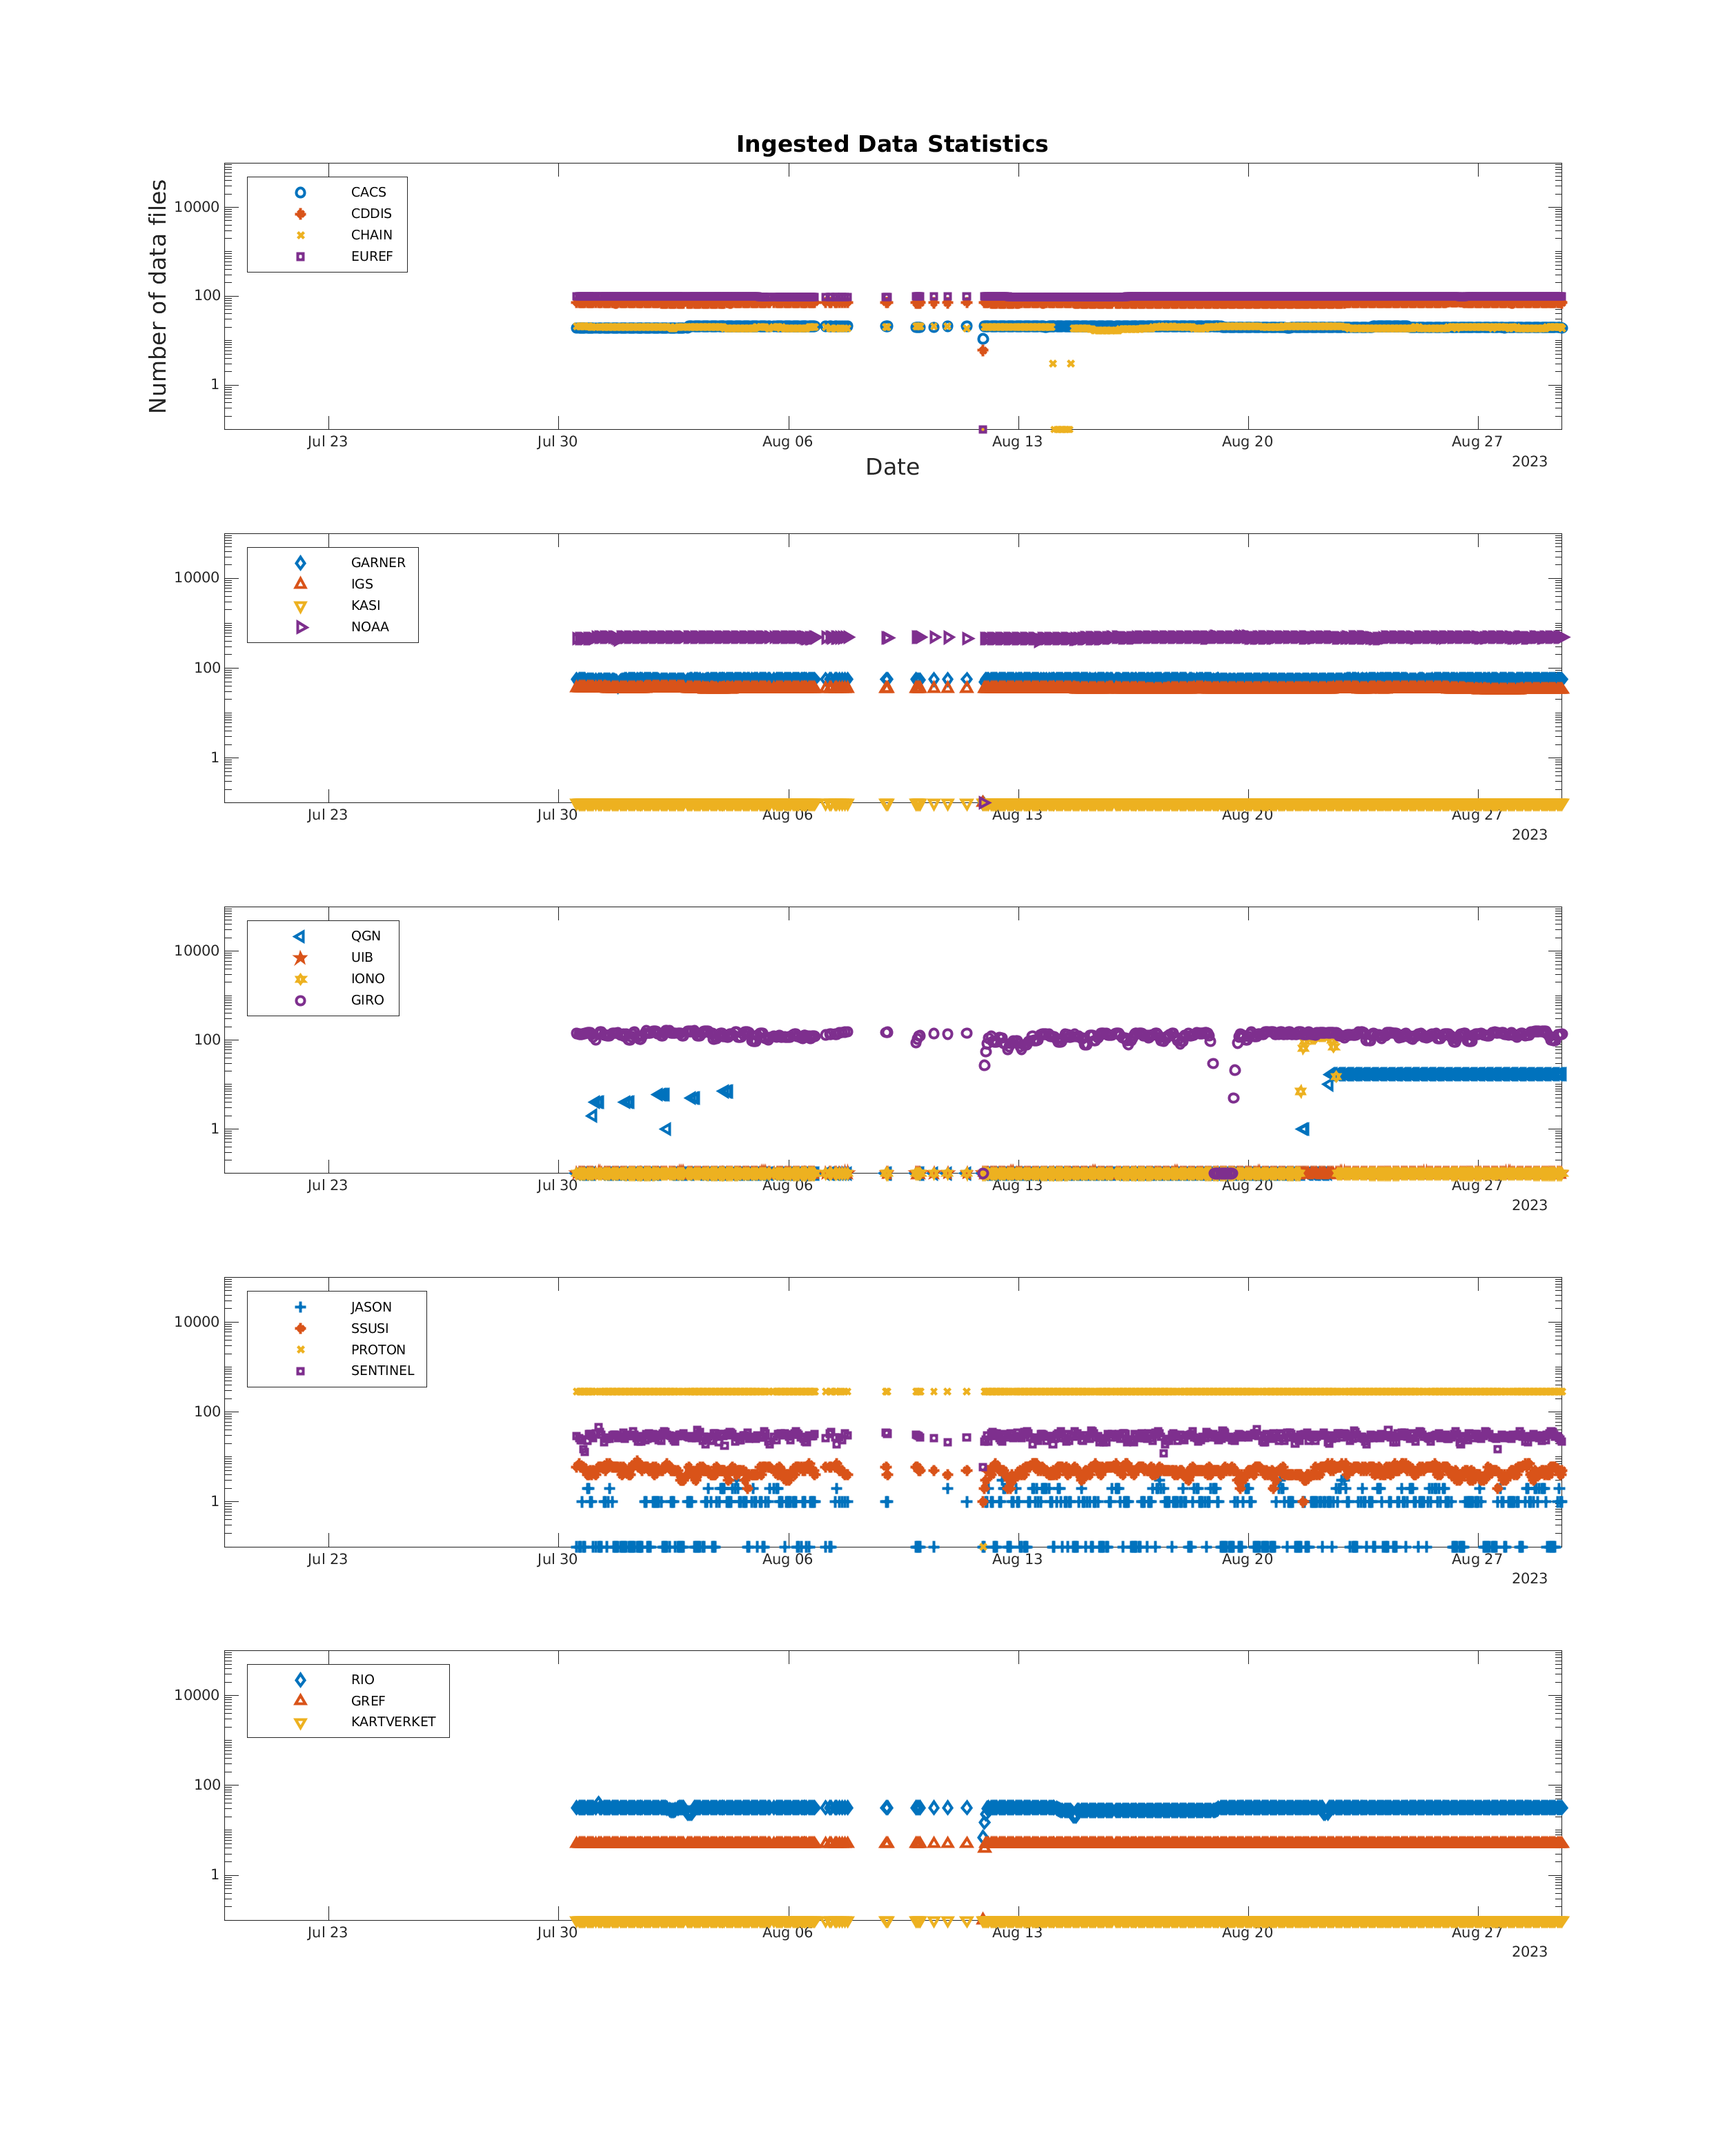 Ingested Data Statistics
Number of data files
CACS
CDDIS
CHAIN
EUREF
10000
100
1
Jul 23 Jul 30 Aug 06 Aug 13 Aug 20 Aug 27
2023
Date
GARNER
IGS
KASI
NOAA
10000
100
1
Jul 23 Jul 30 Aug 06 Aug 13 Aug 20 Aug 27
2023
QGN
UIB
IONO
GIRO
10000
100
1
Jul 23 Jul 30 Aug 06 Aug 13 Aug 20 Aug 27
2023
JASON
SSUSI
PROTON
SENTINEL
10000
100
1
Jul 23 Jul 30 Aug 06 Aug 13 Aug 20 Aug 27
2023
RIO
GREF
KARTVERKET
10000
100
1
Jul 23 Jul 30 Aug 06 Aug 13 Aug 20 Aug 27
2023